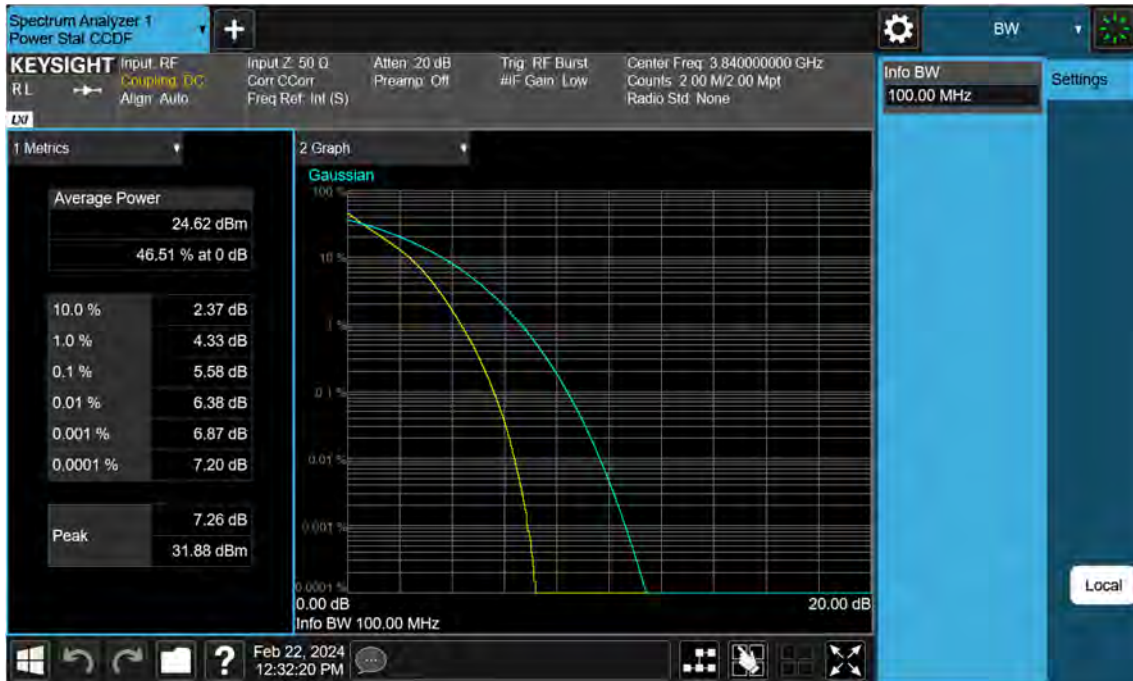 Spectrum Analyzer 1
Power Stat CCDF
+
BW
KEYSIGHT
RL
LXI
Input: RF
Coupling: DC
Align: Auto
Input Z: 50 Ω
Corr CCorr
Freq Ref: Int (S)
Atten: 20 dB
Preamp: Off
Trig: RF Burst
#IF Gain: Low
Center Freq: 3.840000000 GHz
Counts: 2.00 M/2.00 Mpt
Radio Std: None
Info BW
100.00 MHz
Settings
1 Metrics
Average Power
24.62 dBm
46.51 % at 0 dB
10.0 % 2.37 dB
1.0 % 4.33 dB
0.1 % 5.58 dB
0.01 % 6.38 dB
0.001 % 6.87 dB
0.0001 % 7.20 dB
Peak
7.26 dB
31.88 dBm
2 Graph
Gaussian
100 %
10 %
1 %
0.1 %
0.01 %
0.001 %
0.0001 %
0.00 dB 20.00 dB
Info BW 100.00 MHz
Local
?
Feb 22, 2024
12:32:20 PM